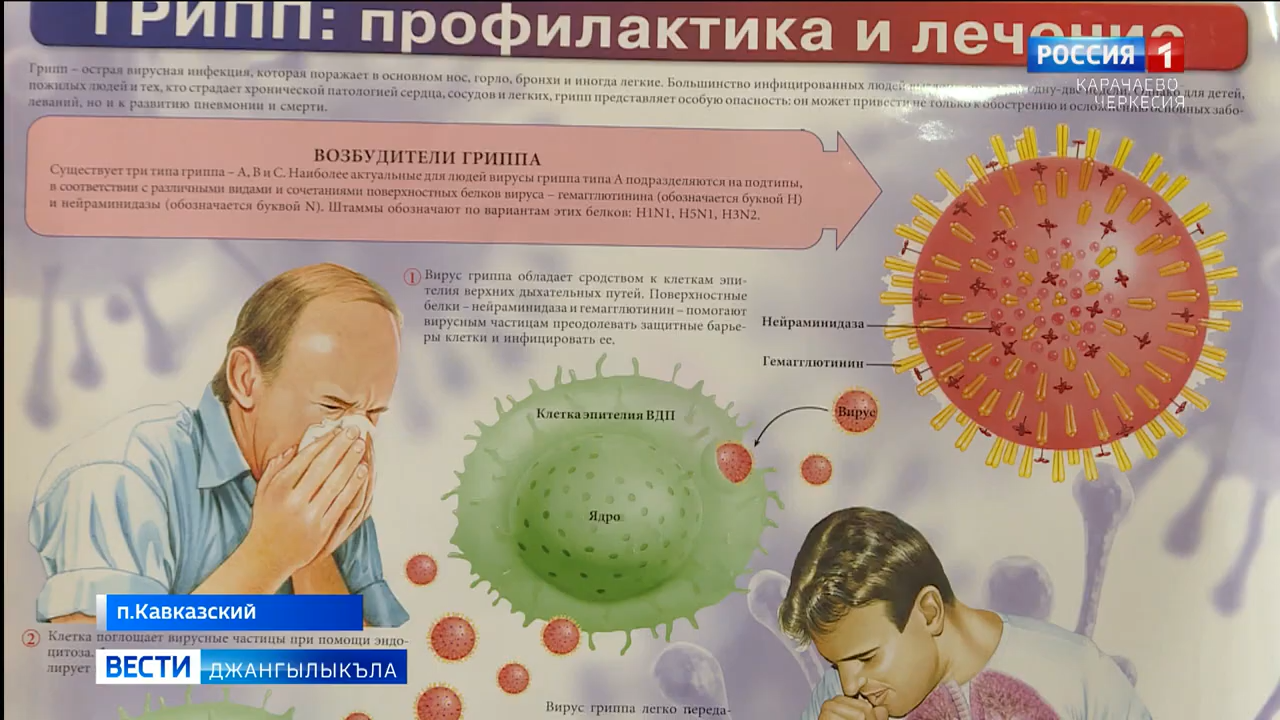 ГРИПП: профилактика и лечение
РОССИЯ 1
КАРАЧАЕВО
ЧЕРКЕСИЯ
Грипп – острая вирусная инфекция, которая поражает в основном нос, горло, бронхи и иногда легкие. Большинство инфицированных людей
пожилых людей и тех, кто страдает хронической патологией сердца, сосудов и легких, грипп представляет особую опасность: он может привести не только к обострению и осложнению основных забо-
леваний, но и к развитию пневмонии и смерти.
ВОЗБУДИТЕЛИ ГРИППА
Существует три типа гриппа – А, В и С. Наиболее актуальные для людей вирусы гриппа типа А подразделяются на подтипы,
в соответствии с различными видами и сочетаниями поверхностных белков вируса – гемагглютинина (обозначается буквой H)
и нейраминидазы (обозначается буквой N). Штаммы обозначают по вариантам этих белков: H1N1, H5N1, H3N2.
1 Вирус гриппа обладает сродством к клеткам эпи-
телия верхних дыхательных путей. Поверхностные
белки – нейраминидаза и гемагглютинин – помогают
вирусным частицам преодолевать защитные барье-
ры клетки и инфицировать ее.
Нейраминидаза
Гемагглютинин
Клетка эпителия ВДП
Вирус
Ядро
п.Кавказский
2 Клетка поглощает вирусные частицы при помощи эндо-
цитоза.
лирует
ВЕСТИ ДЖАНГЫЛЫКЪЛА
Вирус гриппа легко переда-